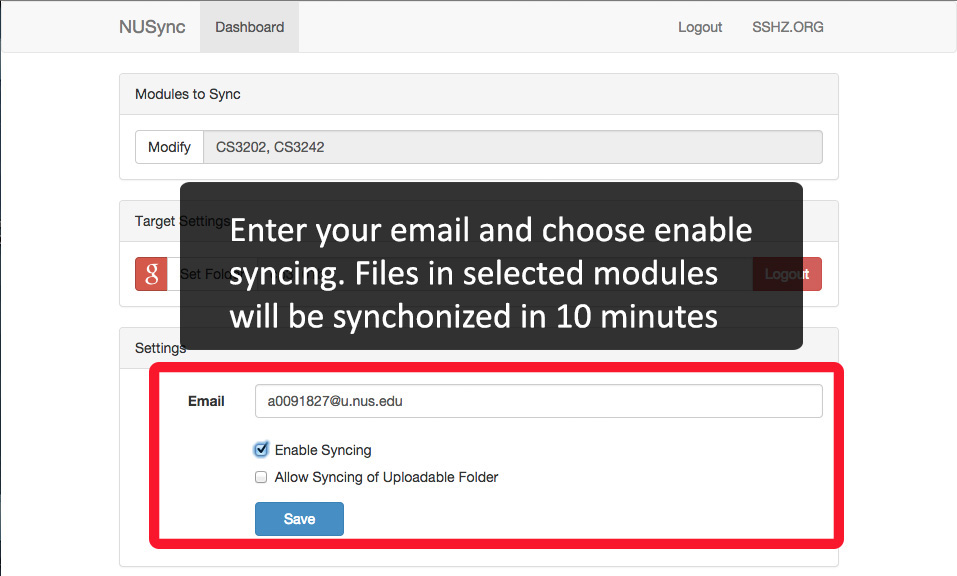 NUSync Dashboard Logout SSHZ.ORG
Modules to Sync
Modify CS3202, CS3242
Target Settings
Enter your email and choose enable
g Set Logout
syncing. Files in selected modules
will be synchonized in 10 minutes
Settings
Email a0091827@u.nus.edu
Enable Syncing
Allow Syncing of Uploadable Folder
Save